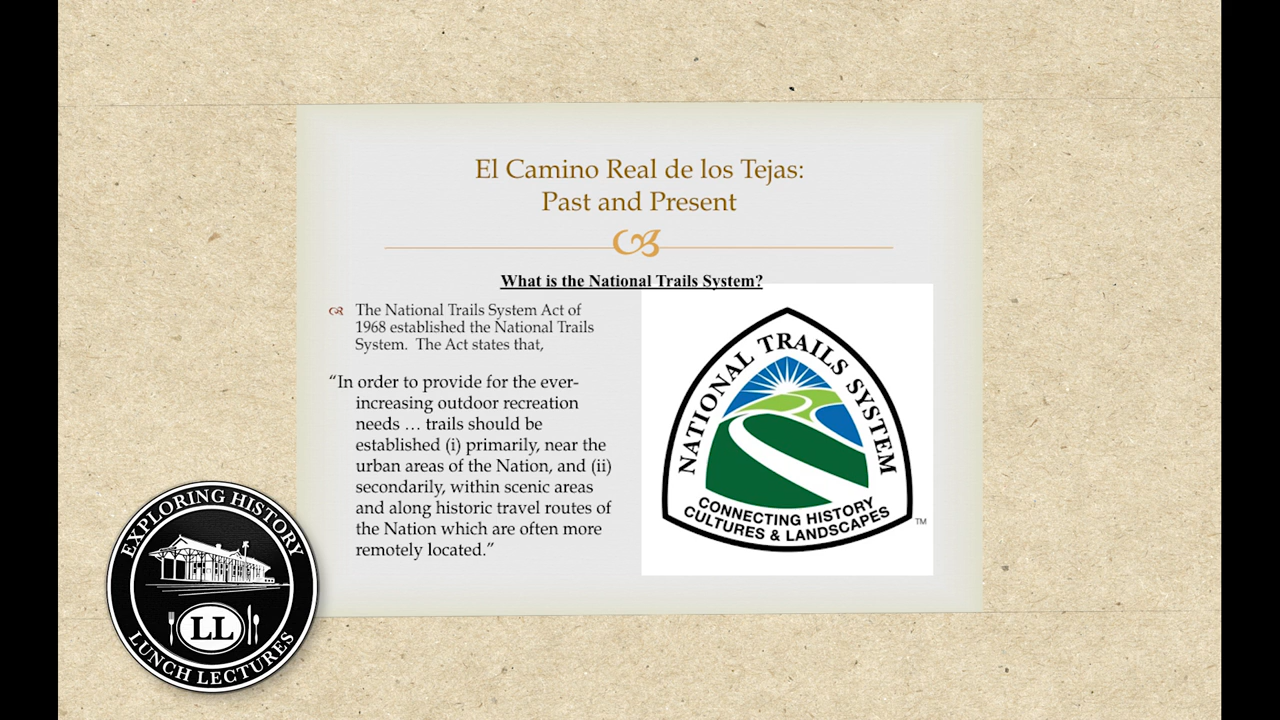 El Camino Real de los Tejas:
Past and Present
What is the National Trails System?
The National Trails System Act of
1968 established the National Trails
System. The Act states that,
“In order to provide for the ever-
increasing outdoor recreation
needs … trails should be
established (i) primarily, near the
urban areas of the Nation, and (ii)
secondarily, within scenic areas
and along historic travel routes of
the Nation which are often more
remotely located.”
NATIONAL TRAILS SYSTEM
CONNECTING HISTORY
CULTURES & LANDSCAPES
TM
EXPLORING HISTORY
LL
LUNCH LECTURES